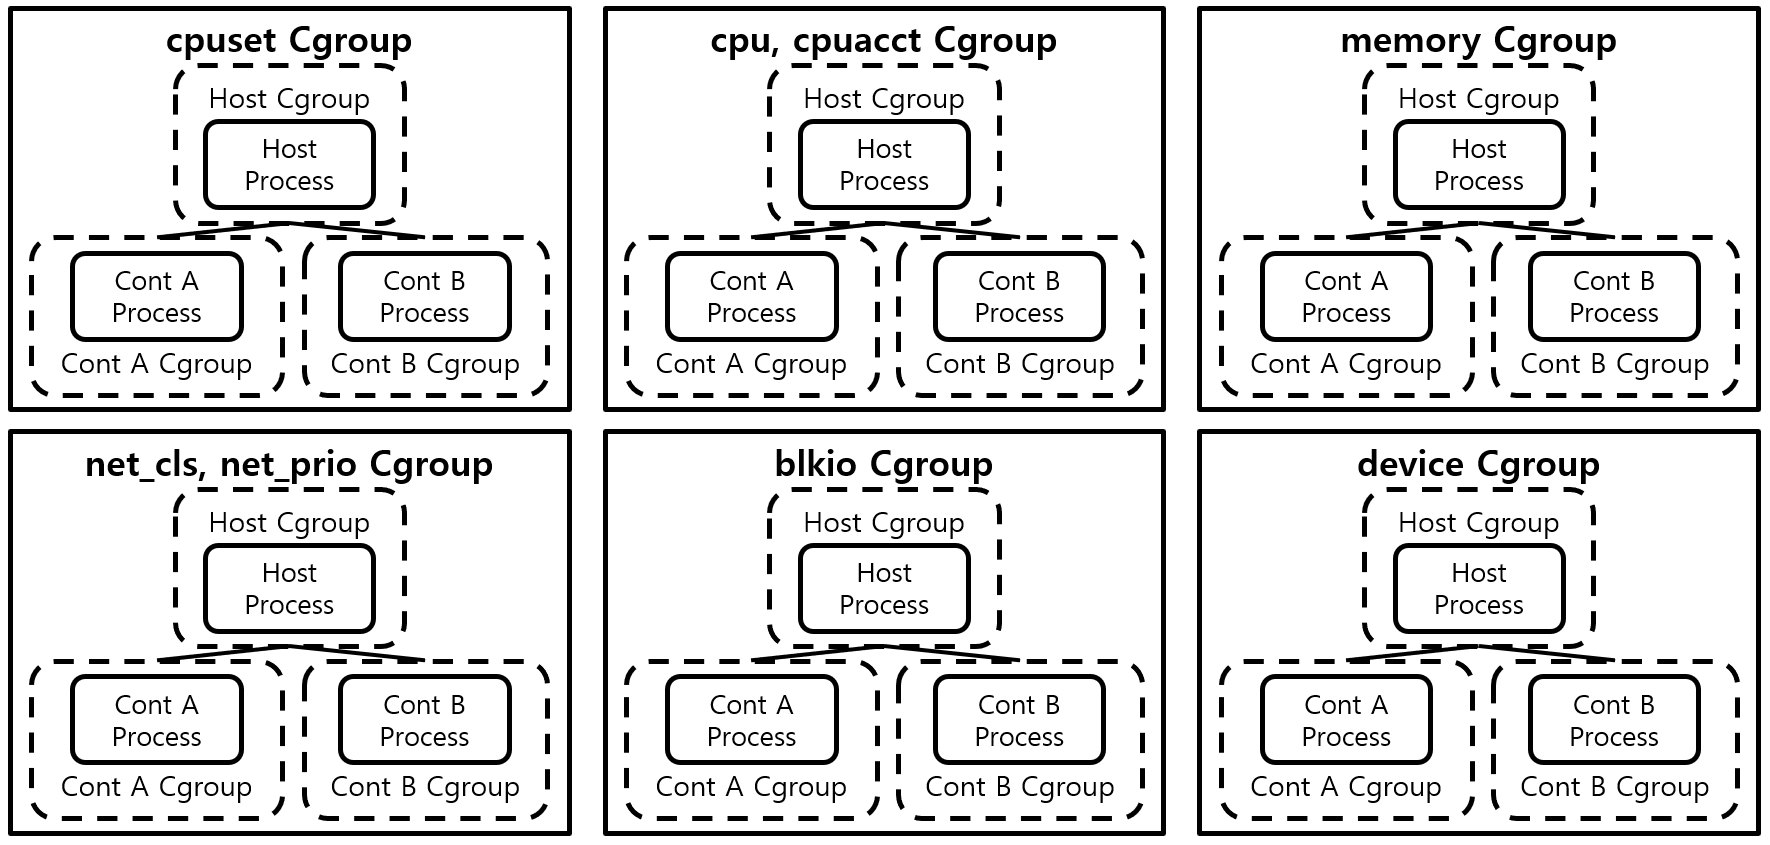 cpuset Cgroup
Host Cgroup
Host
Process
Cont A
Process
Cont A Cgroup
Cont B
Process
Cont B Cgroup
cpu, cpuacct Cgroup
Host Cgroup
Host
Process
Cont A
Process
Cont A Cgroup
Cont B
Process
Cont B Cgroup
memory Cgroup
Host Cgroup
Host
Process
Cont A
Process
Cont A Cgroup
Cont B
Process
Cont B Cgroup
net_cls, net_prio Cgroup
Host Cgroup
Host
Process
Cont A
Process
Cont A Cgroup
Cont B
Process
Cont B Cgroup
blkio Cgroup
Host Cgroup
Host
Process
Cont A
Process
Cont A Cgroup
Cont B
Process
Cont B Cgroup
device Cgroup
Host Cgroup
Host
Process
Cont A
Process
Cont A Cgroup
Cont B
Process
Cont B Cgroup